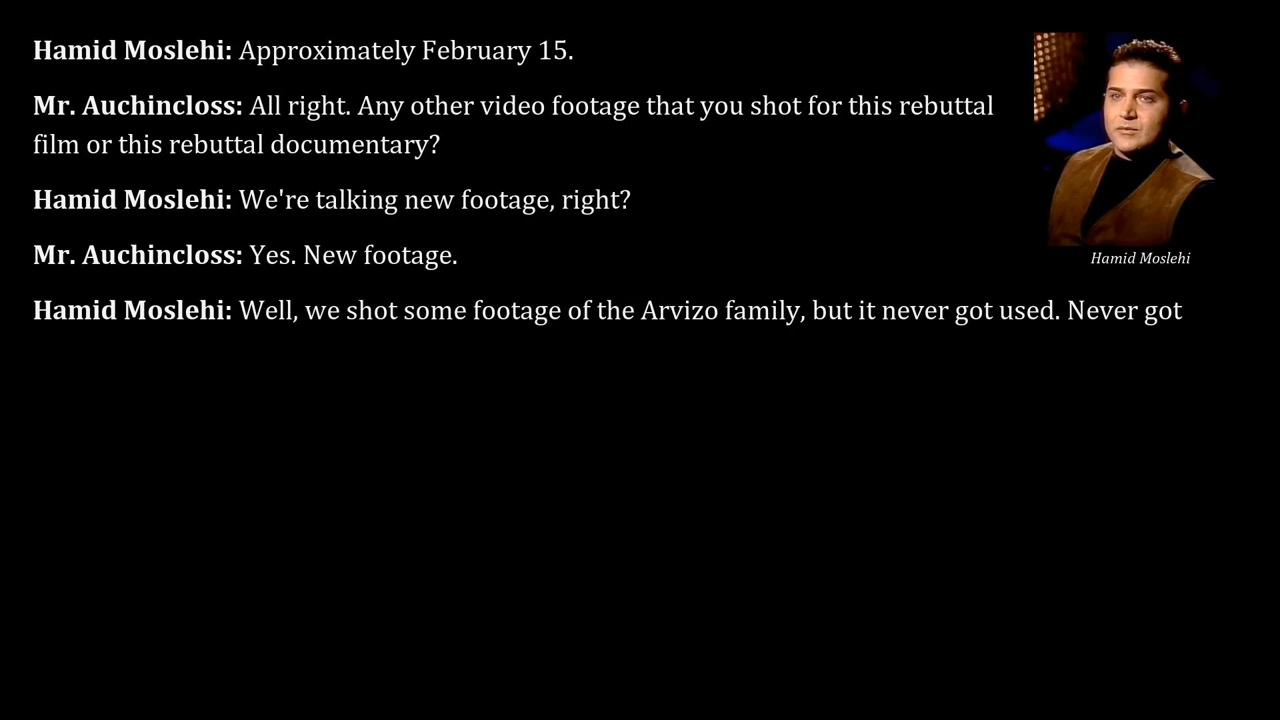 Hamid Moslehi: Approximately February 15.
Mr. Auchincloss: All right. Any other video footage that you shot for this rebuttal
film or this rebuttal documentary?
Hamid Moslehi: We're talking new footage, right?
Mr. Auchincloss: Yes. New footage.
Hamid Moslehi
Hamid Moslehi: Well, we shot some footage of the Arvizo family, but it never got used. Never got